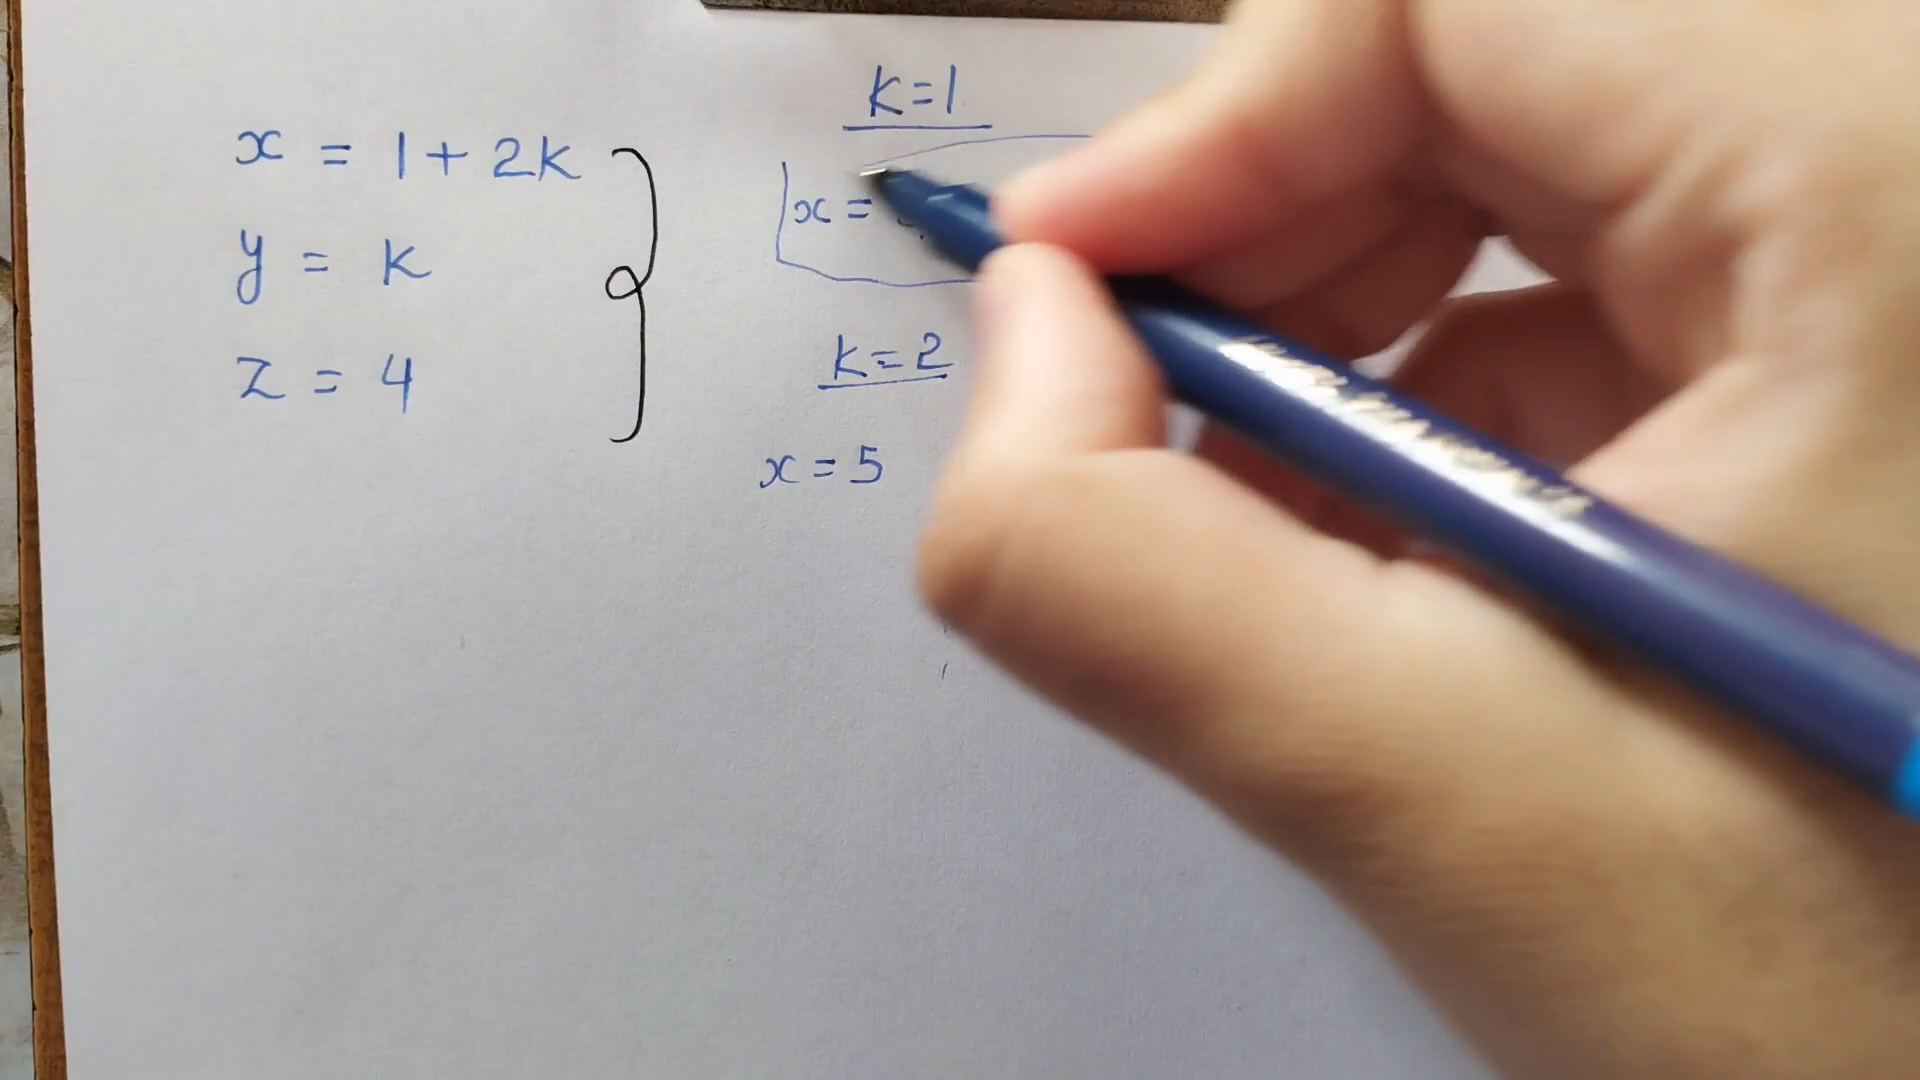 x = 1 + 2k
y = k
z = 4
k=1
x =
k=2
x = 5